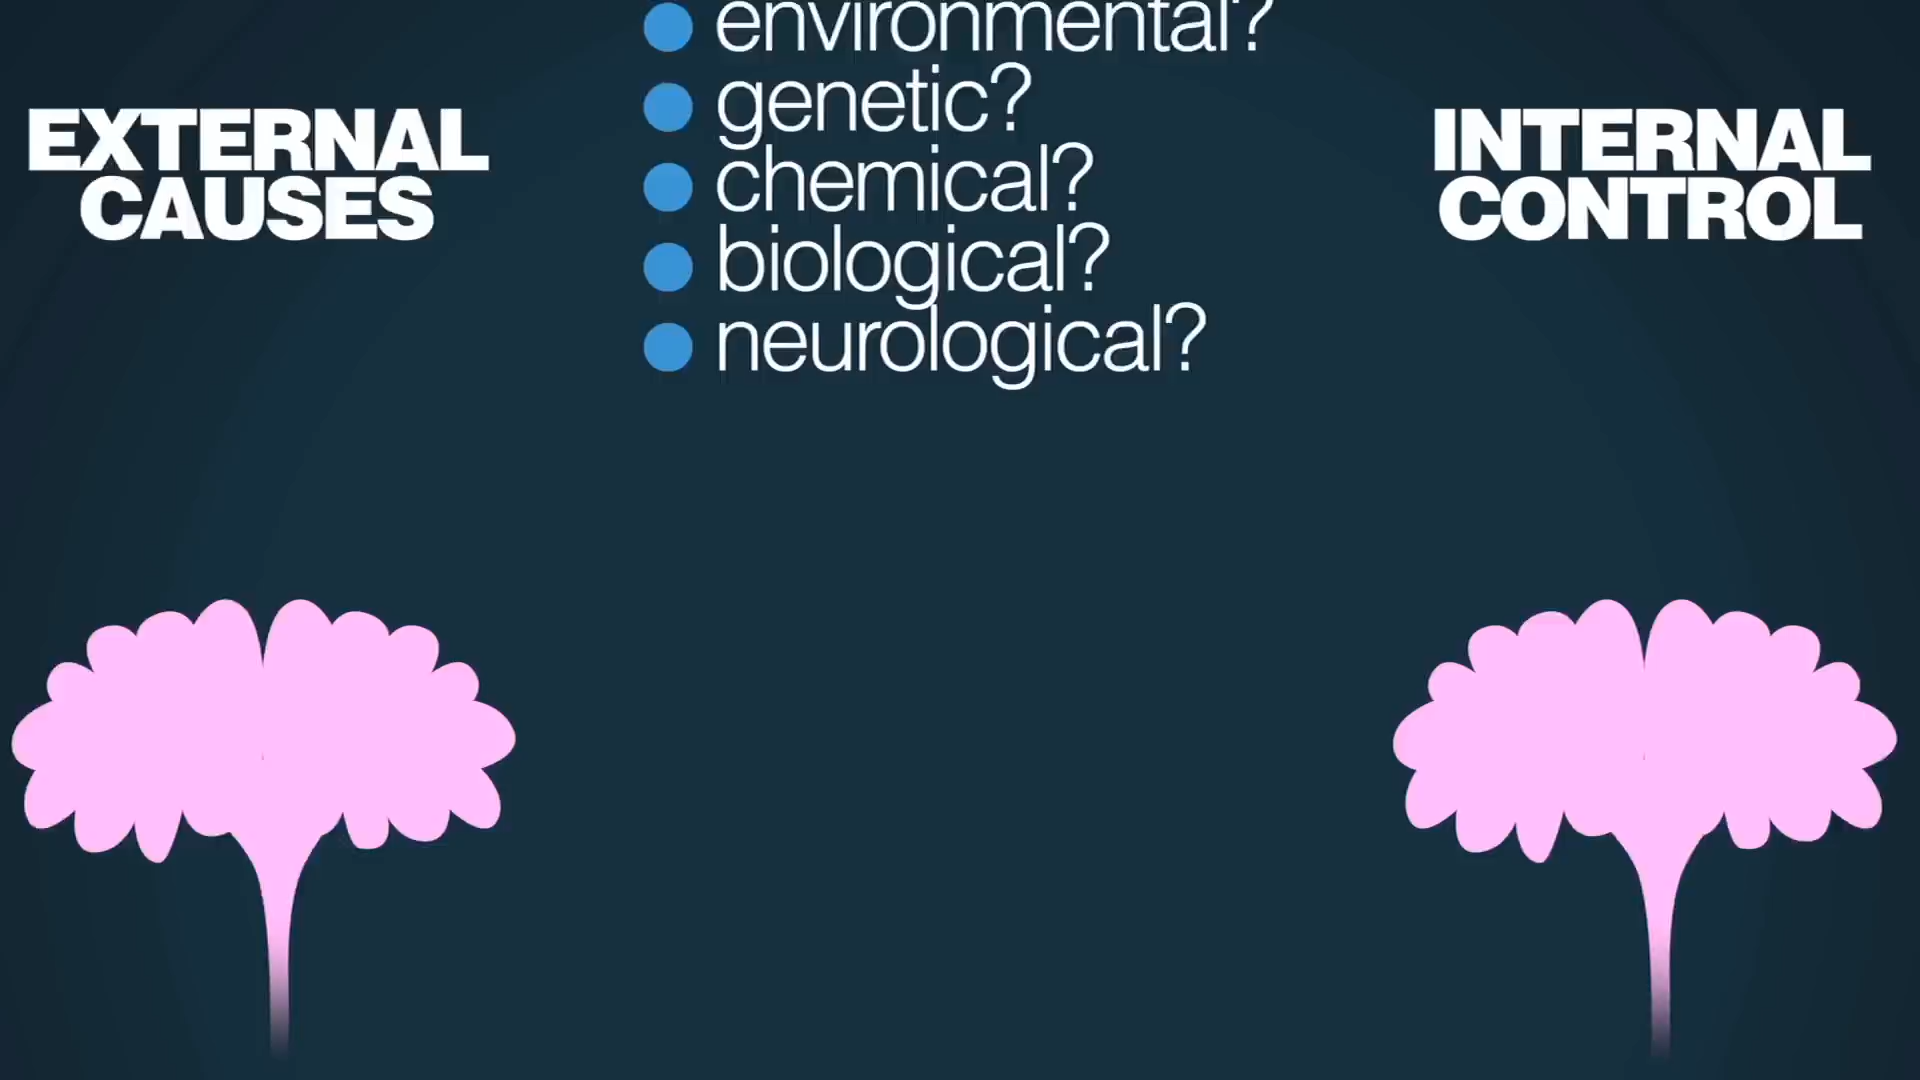 environmental?
genetic?
chemical?
biological?
neurological?
EXTERNAL
CAUSES
INTERNAL
CONTROL